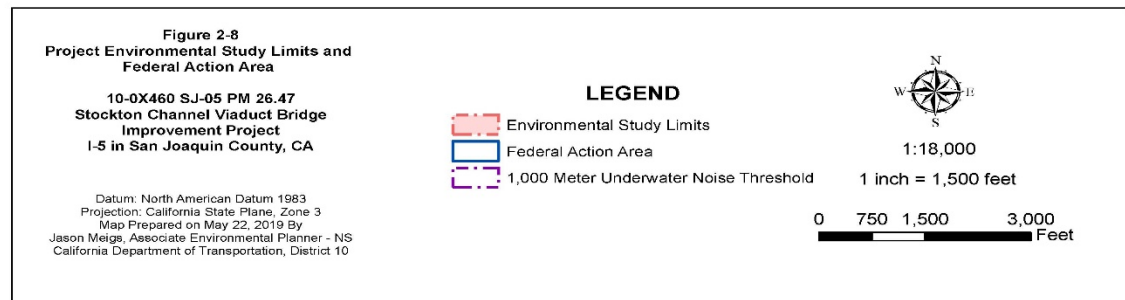 Figure 2-8
Project Environmental Study Limits and
Federal Action Area
10-0X460 SJ-05 PM 26.47
Stockton Channel Viaduct Bridge
Improvement Project
I-5 in San Joaquin County, CA
Datum: North American Datum 1983
Projection: California State Plane, Zone 3
Map Prepared on May 22, 2019 By
Jason Meigs, Associate Environmental Planner - NS
California Department of Transportation, District 10
LEGEND
Environmental Study Limits
Federal Action Area
1,000 Meter Underwater Noise Threshold
N
W E
S
1:18,000
1 inch = 1,500 feet
0 750 1,500 3,000
Feet